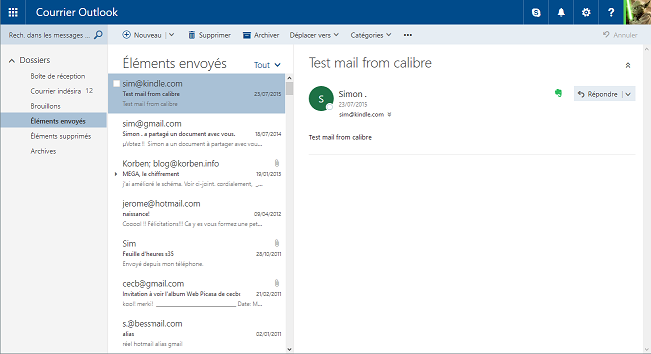 Courrier Outlook
Rech. dans les messages ...
Nouveau
Supprimer
Archiver
Déplacer vers
Catégories
...
Annuler
Dossiers
Boîte de réception
Courrier indésira 12
Brouillons
Éléments envoyés
Éléments supprimés
Archives
Éléments envoyés
Tout
sim@kindle.com
Test mail from calibre 23/07/2015
Test mail from calibre
sim@gmail.com
Simon . a partagé un document avec vous. 18/07/2014
µVotez !! Simon a un document à partager avec vous
Korben; blog@korben.info
MEGA, le chiffrement 19/01/2013
j'ai amélioré le schéma. Voir ci-joint. cordialement, _...
jerome@hotmail.com
naissance! 09/04/2012
Cooool !! Félicitations!!! Ca y es vous formez une pet...
Sim
Feuille d'heures s35 28/10/2011
Envoyé depuis mon téléphone.
cecb@gmail.com
Invitation à voir l'album Web Picasa de cecbs 21/02/2011
kool! merki! Date: M...
s.@bessmail.com
alias 02/01/2011
réel hotmail alias gmail
Test mail from calibre
S
Simon .
23/07/2015
sim@kindle.com
Répondre
Test mail from calibre